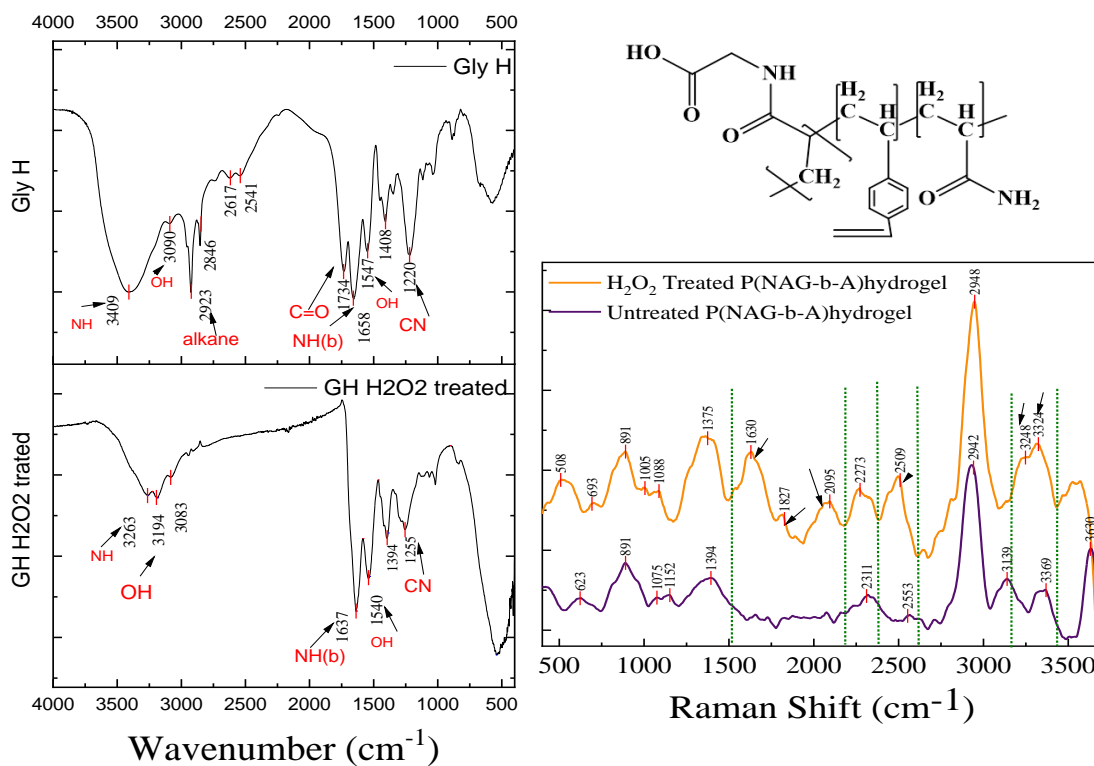 4000 3500 3000 2500 2000 1500 1000 500
Gly H
Gly H
3409
3090
2923
2846
2617
2541
1734
1658
1547
1408
1220
NH
OH
alkane
C=O
NH(b)
OH
CN
GH H2O2 treated
GH H2O2 trated
3263
3194
3083
1637
1540
1394
1255
NH
OH
NH(b)
OH
CN
4000 3500 3000 2500 2000 1500 1000 500
Wavenumber (cm-1)
HO
O
NH
O
CH2
H2
C
H
C
H2
C
H
C
O
NH2
H2O2 Treated P(NAG-b-A)hydrogel
Untreated P(NAG-b-A)hydrogel
508
693
891
1005
1088
1375
1630
1827
2095
2273
2509
2948
3248
3324
623
891
1075
1152
1394
2311
2553
2942
3139
3369
3630
500 1000 1500 2000 2500 3000 3500
Raman Shift (cm-1)